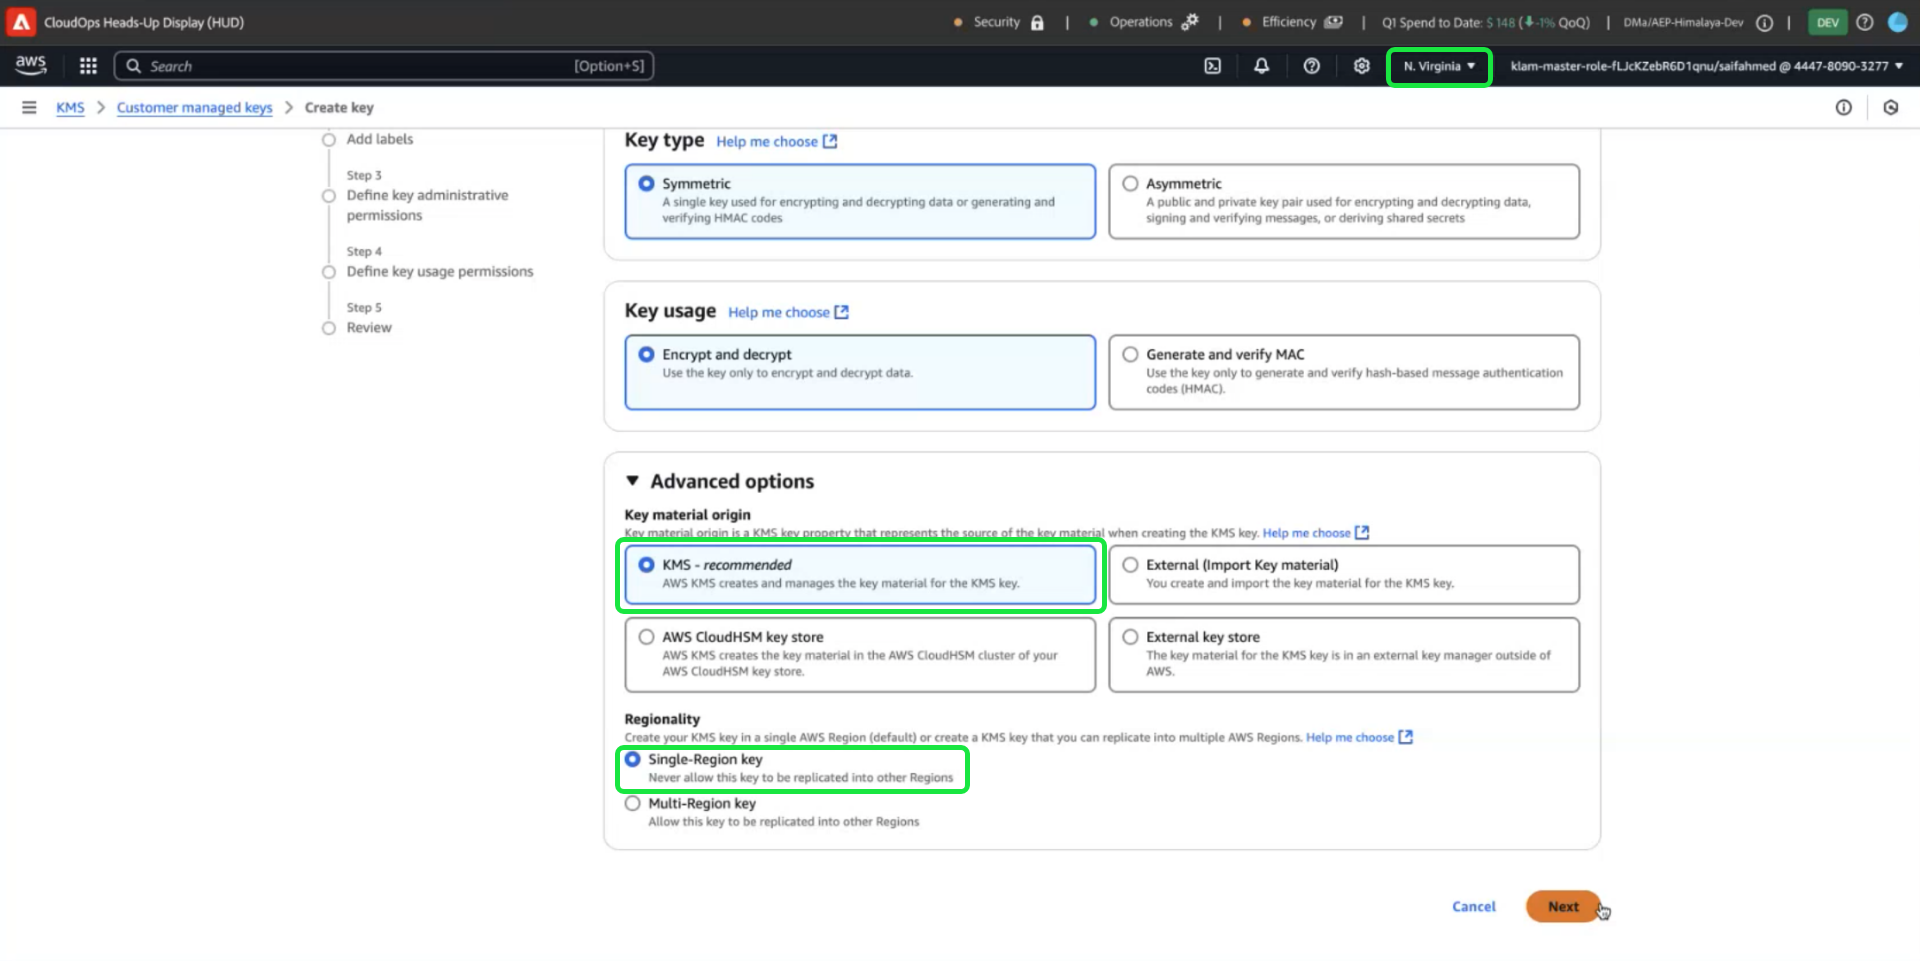 CloudOps Heads-Up Display (HUD)
Security | Operations | Efficiency | Q1 Spend to Date: $ 148 (-1% QoQ) | DMa/AEP-Himalaya-Dev | DEV
aws Search [Option+S] N. Virginia klam-master-role-fLJcKZebR6D1qnu/saifahmed @ 4447-8090-3277
KMS > Customer managed keys > Create key
Add labels
Step 3
Define key administrative
permissions
Step 4
Define key usage permissions
Step 5
Review
Key type Help me choose
Symmetric
A single key used for encrypting and decrypting data or generating and
verifying HMAC codes
Asymmetric
A public and private key pair used for encrypting and decrypting data,
signing and verifying messages, or deriving shared secrets
Key usage Help me choose
Encrypt and decrypt
Use the key only to encrypt and decrypt data.
Generate and verify MAC
Use the key only to generate and verify hash-based message authentication
codes (HMAC).
Advanced options
Key material origin
Key material origin is a KMS key property that represents the source of the key material when creating the KMS key. Help me choose
KMS - recommended
AWS KMS creates and manages the key material for the KMS key.
External (Import Key material)
You create and import the key material for the KMS key.
AWS CloudHSM key store
AWS KMS creates the key material in the AWS CloudHSM cluster of your
AWS CloudHSM key store.
External key store
The key material for the KMS key is in an external key manager outside of
AWS.
Regionality
Create your KMS key in a single AWS Region (default) or create a KMS key that you can replicate into multiple AWS Regions. Help me choose
Single-Region key
Never allow this key to be replicated into other Regions
Multi-Region key
Allow this key to be replicated into other Regions
Cancel Next